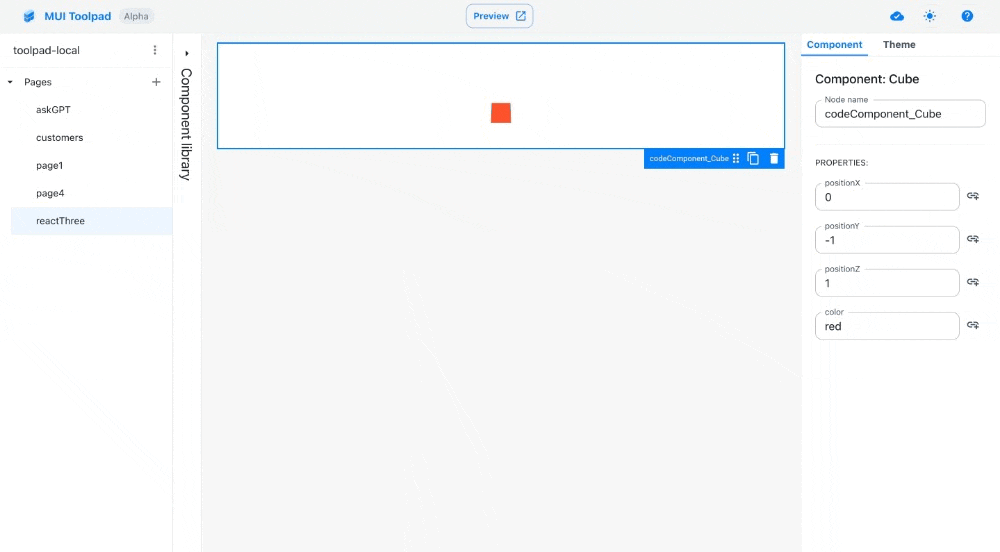 MUI Toolpad Alpha
Preview
toolpad-local
Pages
askGPT
customers
page1
page4
reactThree
Component library
codeComponent_Cube
Component Theme
Component: Cube
Node name
codeComponent_Cube
PROPERTIES:
positionX
0
positionY
-1
positionZ
1
color
red